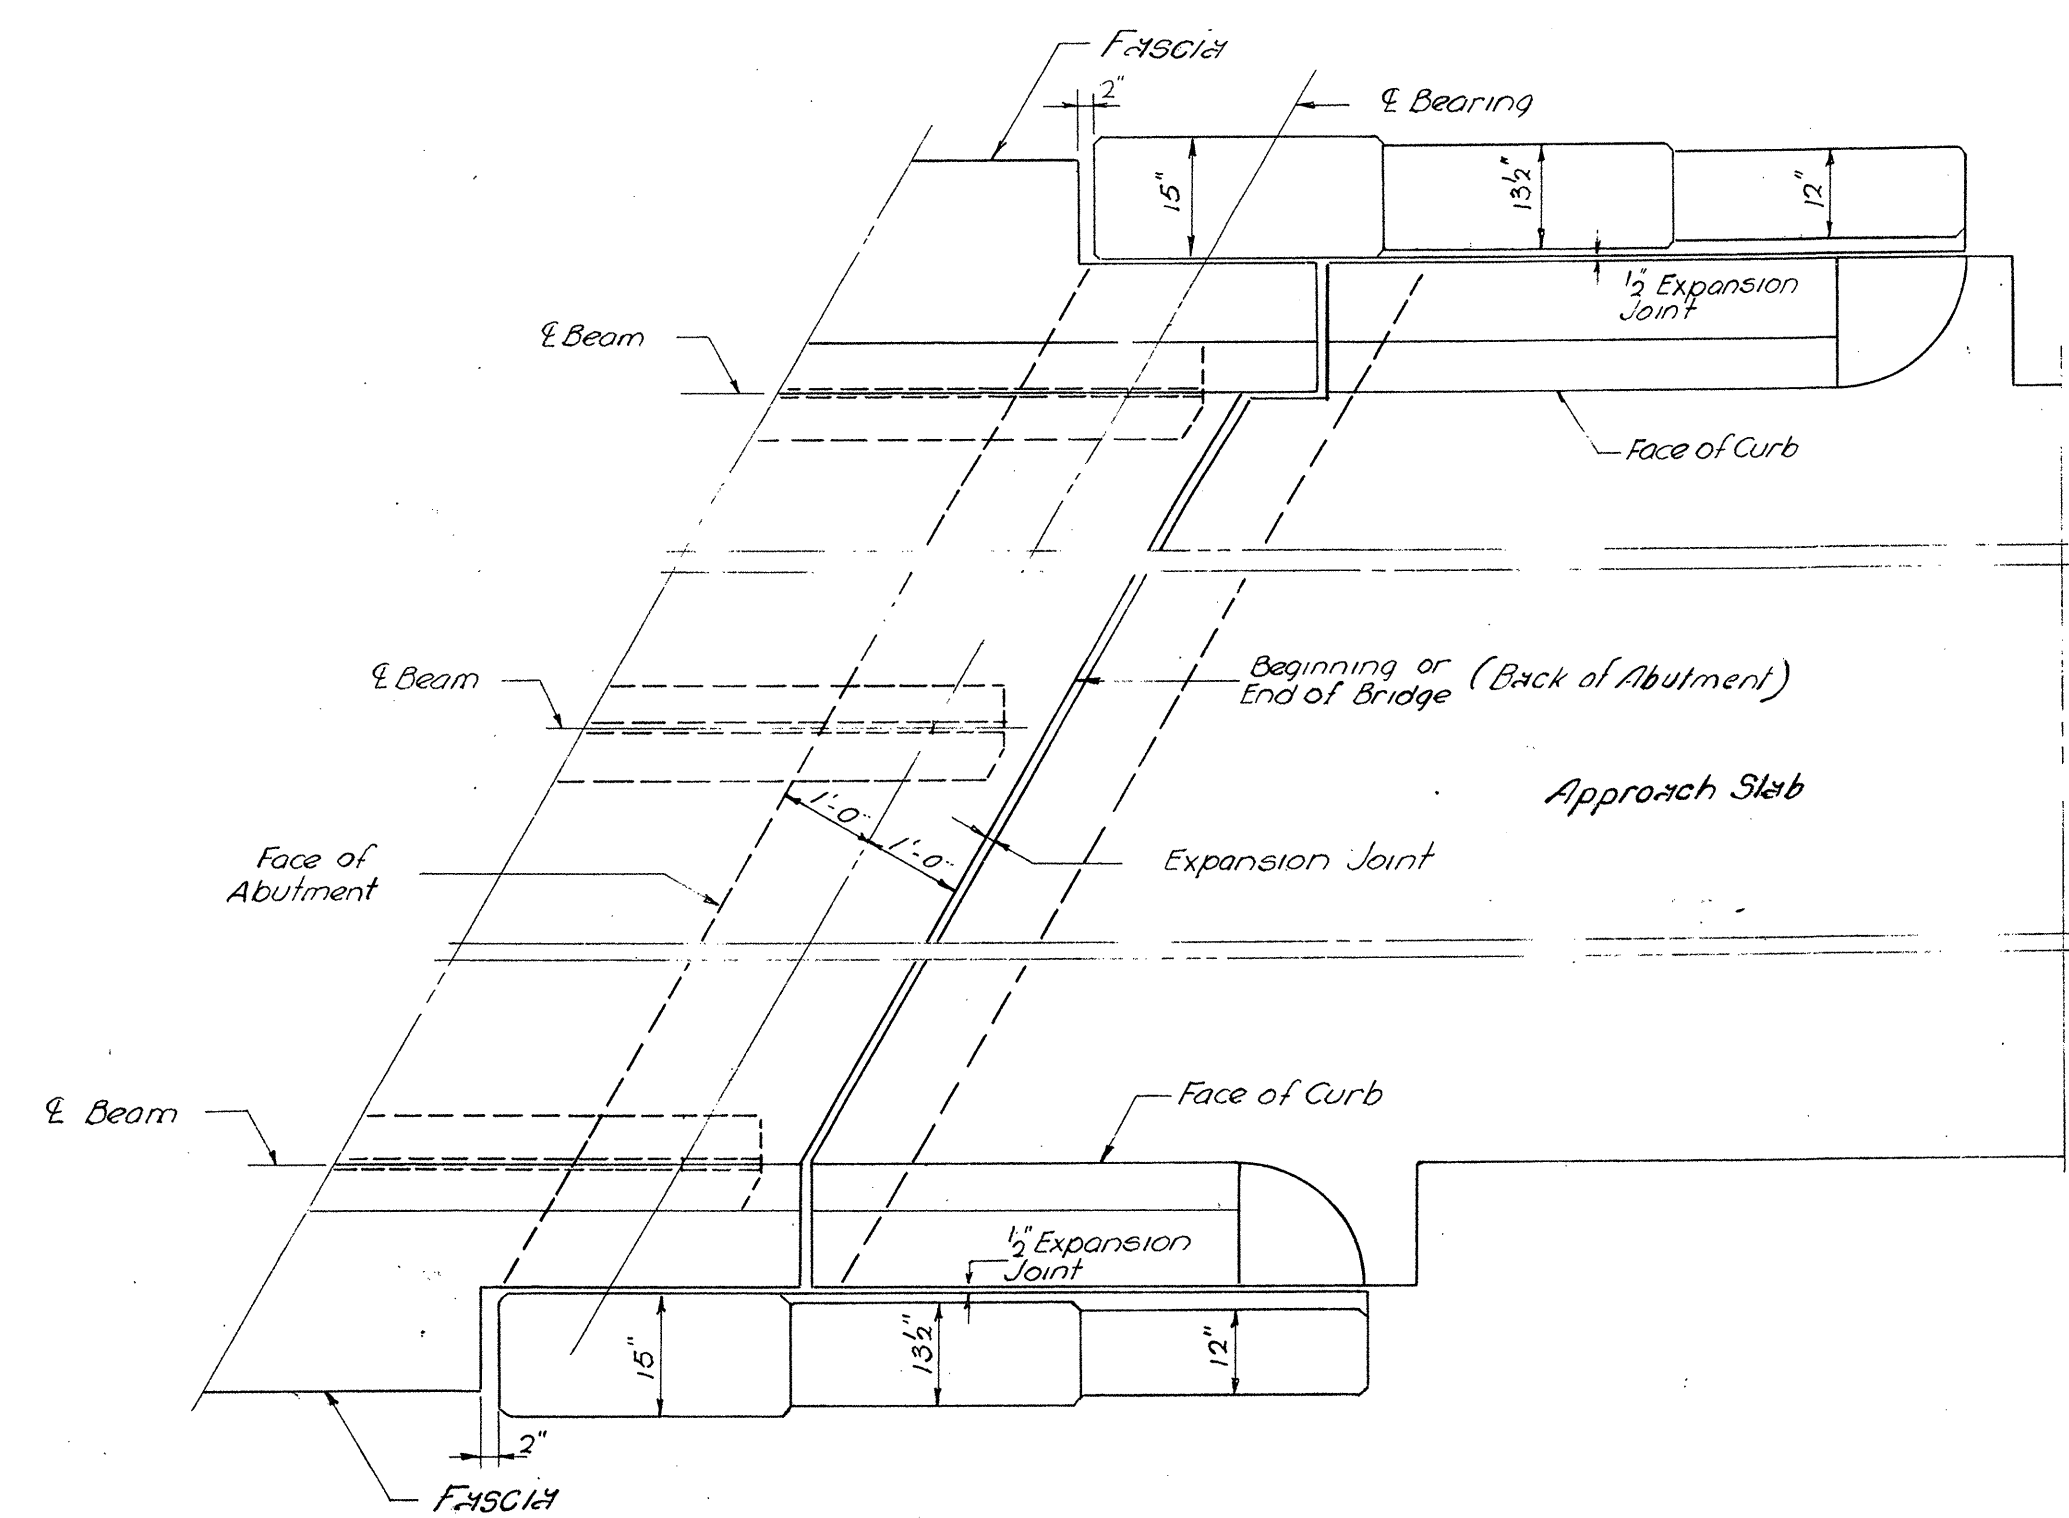 Fascia
2"
℄ Bearing
15"
13½"
12"
½" Expansion
Joint
℄ Beam
Face of Curb
℄ Beam
Beginning or (Back of Abutment)
End of Bridge
Approach Slab
1'-0"
1'-0"
Face of
Abutment
Expansion Joint
℄ Beam
Face of Curb
½" Expansion
Joint
15"
13½"
12"
2"
Fascia